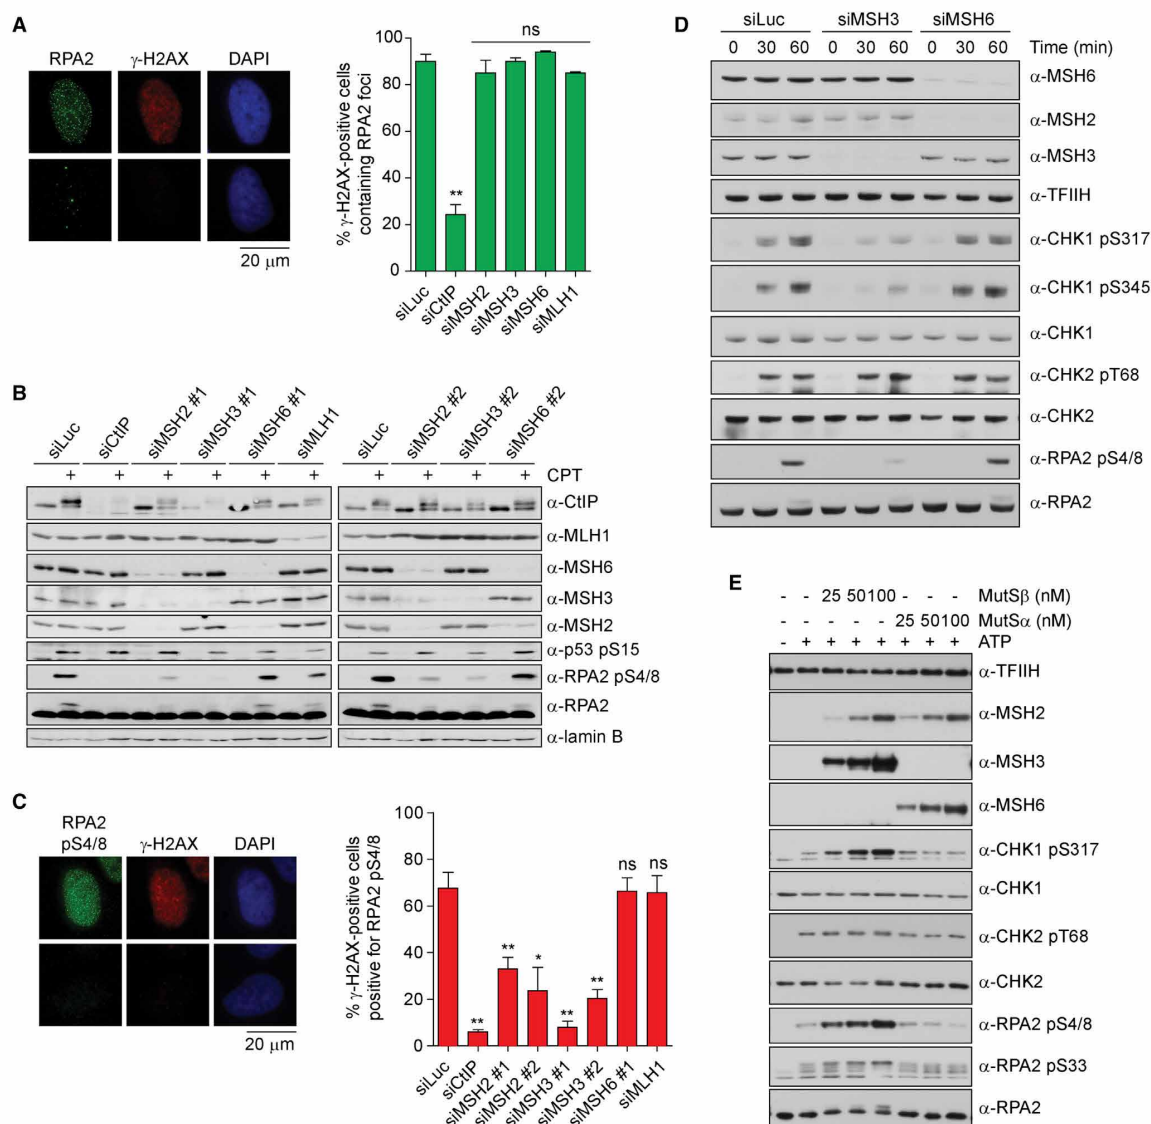 A
RPA2 γ-H2AX DAPI
20 μm
% γ-H2AX-positive cells
containing RPA2 foci
100
80
60
40
20
0
ns
**
siLuc
siCtIP
siMSH2
siMSH3
siMSH6
siMLH1
B
siLuc
siCtIP
siMSH2 #1
siMSH3 #1
siMSH6 #1
siMLH1
siLuc
siMSH2 #2
siMSH3 #2
siMSH6 #2
+ + + + + + + + + + CPT
α-CtIP
α-MLH1
α-MSH6
α-MSH3
α-MSH2
α-p53 pS15
α-RPA2 pS4/8
α-RPA2
α-lamin B
C
RPA2
pS4/8 γ-H2AX DAPI
20 μm
% γ-H2AX-positive cells
positive for RPA2 pS4/8
100
80
60
40
20
0
** ** * ** ** ns ns
siLuc
siCtIP
siMSH2 #1
siMSH2 #2
siMSH3 #1
siMSH3 #2
siMSH6 #1
siMLH1
D
siLuc siMSH3 siMSH6
0 30 60 0 30 60 0 30 60 Time (min)
α-MSH6
α-MSH2
α-MSH3
α-TFIIH
α-CHK1 pS317
α-CHK1 pS345
α-CHK1
α-CHK2 pT68
α-CHK2
α-RPA2 pS4/8
α-RPA2
E
- - 25 50 100 - - - MutSβ (nM)
- - - - - 25 50 100 MutSα (nM)
- + + + + + + + ATP
α-TFIIH
α-MSH2
α-MSH3
α-MSH6
α-CHK1 pS317
α-CHK1
α-CHK2 pT68
α-CHK2
α-RPA2 pS4/8
α-RPA2 pS33
α-RPA2